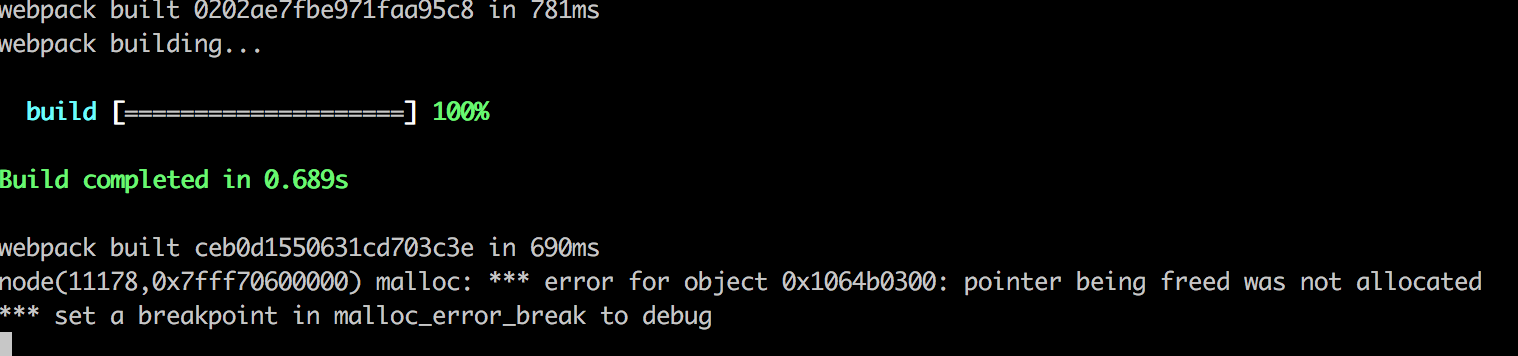 webpack built 0202ae7fbe971faa95c8 in 781ms
webpack building...
build [====================] 100%
Build completed in 0.689s
webpack built ceb0d1550631cd703c3e in 690ms
node(11178,0x7fff70600000) malloc: *** error for object 0x1064b0300: pointer being freed was not allocated
*** set a breakpoint in malloc_error_break to debug